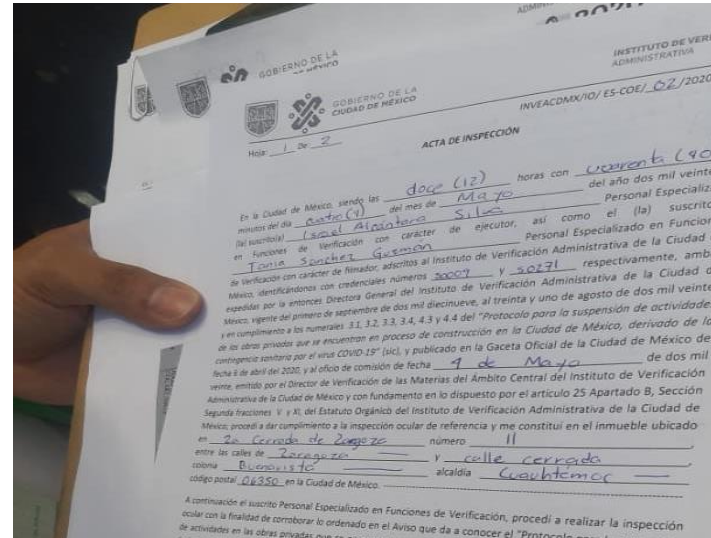 GOBIERNO DE LA
INSTITUTO DE VERI
ADMINISTRATIVA
GOBIERNO DE LA
CIUDAD DE MÉXICO
INVEACDMX/IO/ ES-COE/ 02 /2020
Hoja: 1 De: 2
ACTA DE INSPECCIÓN
En la Ciudad de México, siendo las doce (12) horas con cuarenta (40
minutos del día cuatro (4) del mes de Mayo del año dos mil veinte
(la) suscrito(a) Israel Alcántara Silva Personal Especializ
en Funciones de Verificación con carácter de ejecutor, así como el (la) suscrito
Tania Sanchez Guzman Personal Especializado en Funcion
de Verificación con carácter de filmador, adscritos al Instituto de Verificación Administrativa de la Ciudad
México, identificándonos con credenciales números S0009 y S0271 respectivamente, amb
expedidas por la entonces Directora General del Instituto de Verificación Administrativa de la Ciudad d
México, vigente del primero de septiembre de dos mil diecinueve, al treinta y uno de agosto de dos mil veinte
y en cumplimiento a los numerales 3.1, 3.2, 3.3, 3.4, 4.3 y 4.4 del "Protocolo para la suspensión de actividade
de las obras privadas que se encuentran en proceso de construcción en la Ciudad de México, derivado de la
contingencia sanitaria por el virus COVID-19" (sic), y publicado en la Gaceta Oficial de la Ciudad de México de
fecha 6 de abril del 2020, y al oficio de comisión de fecha 4 de Mayo de dos mil
veinte, emitido por el Director de Verificación de las Materias del Ámbito Central del Instituto de Verificación
Administrativa de la Ciudad de México y con fundamento en lo dispuesto por el artículo 25 Apartado B, Sección
Segunda fracciones V y XI, del Estatuto Orgánico del Instituto de Verificación Administrativa de la Ciudad de
México; procedí a dar cumplimiento a la inspección ocular de referencia y me constituí en el inmueble ubicado
en 2a Cerrada de Zaragoza número 11
entre las calles de Zaragoza y calle cerrada
colonia Buenavista alcaldía Cuauhtémoc
código postal 06350 en la Ciudad de México.
A continuación el suscrito Personal Especializado en Funciones de Verificación, procedí a realizar la inspección
ocular con la finalidad de corroborar lo ordenado en el Aviso que da a conocer el "Protocolo
de actividades en las obras privadas que se